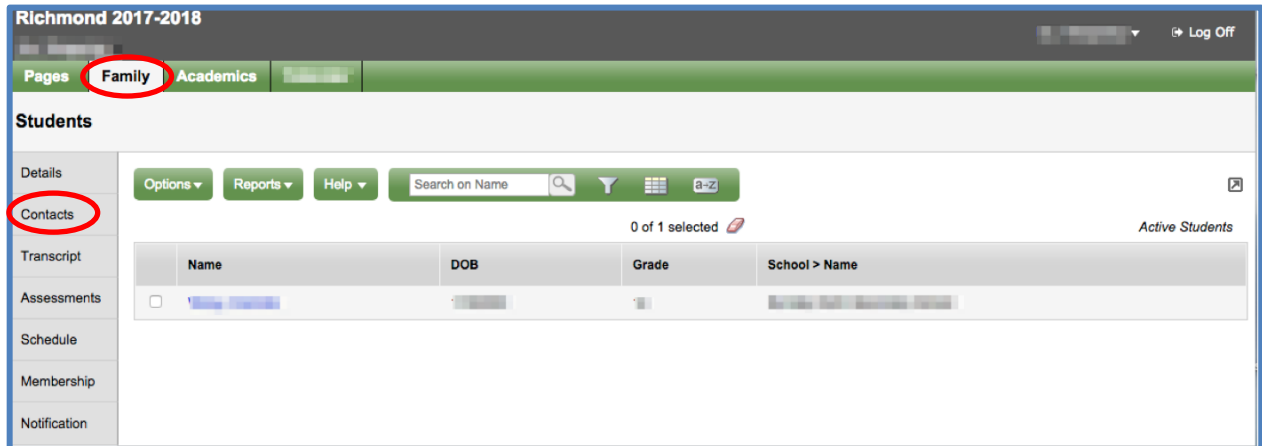 Richmond 2017-2018
Log Off
Pages Family Academics
Students
Details
Contacts
Transcript
Assessments
Schedule
Membership
Notification
Options Reports Help Search on Name a-z
0 of 1 selected Active Students
Name DOB Grade School > Name